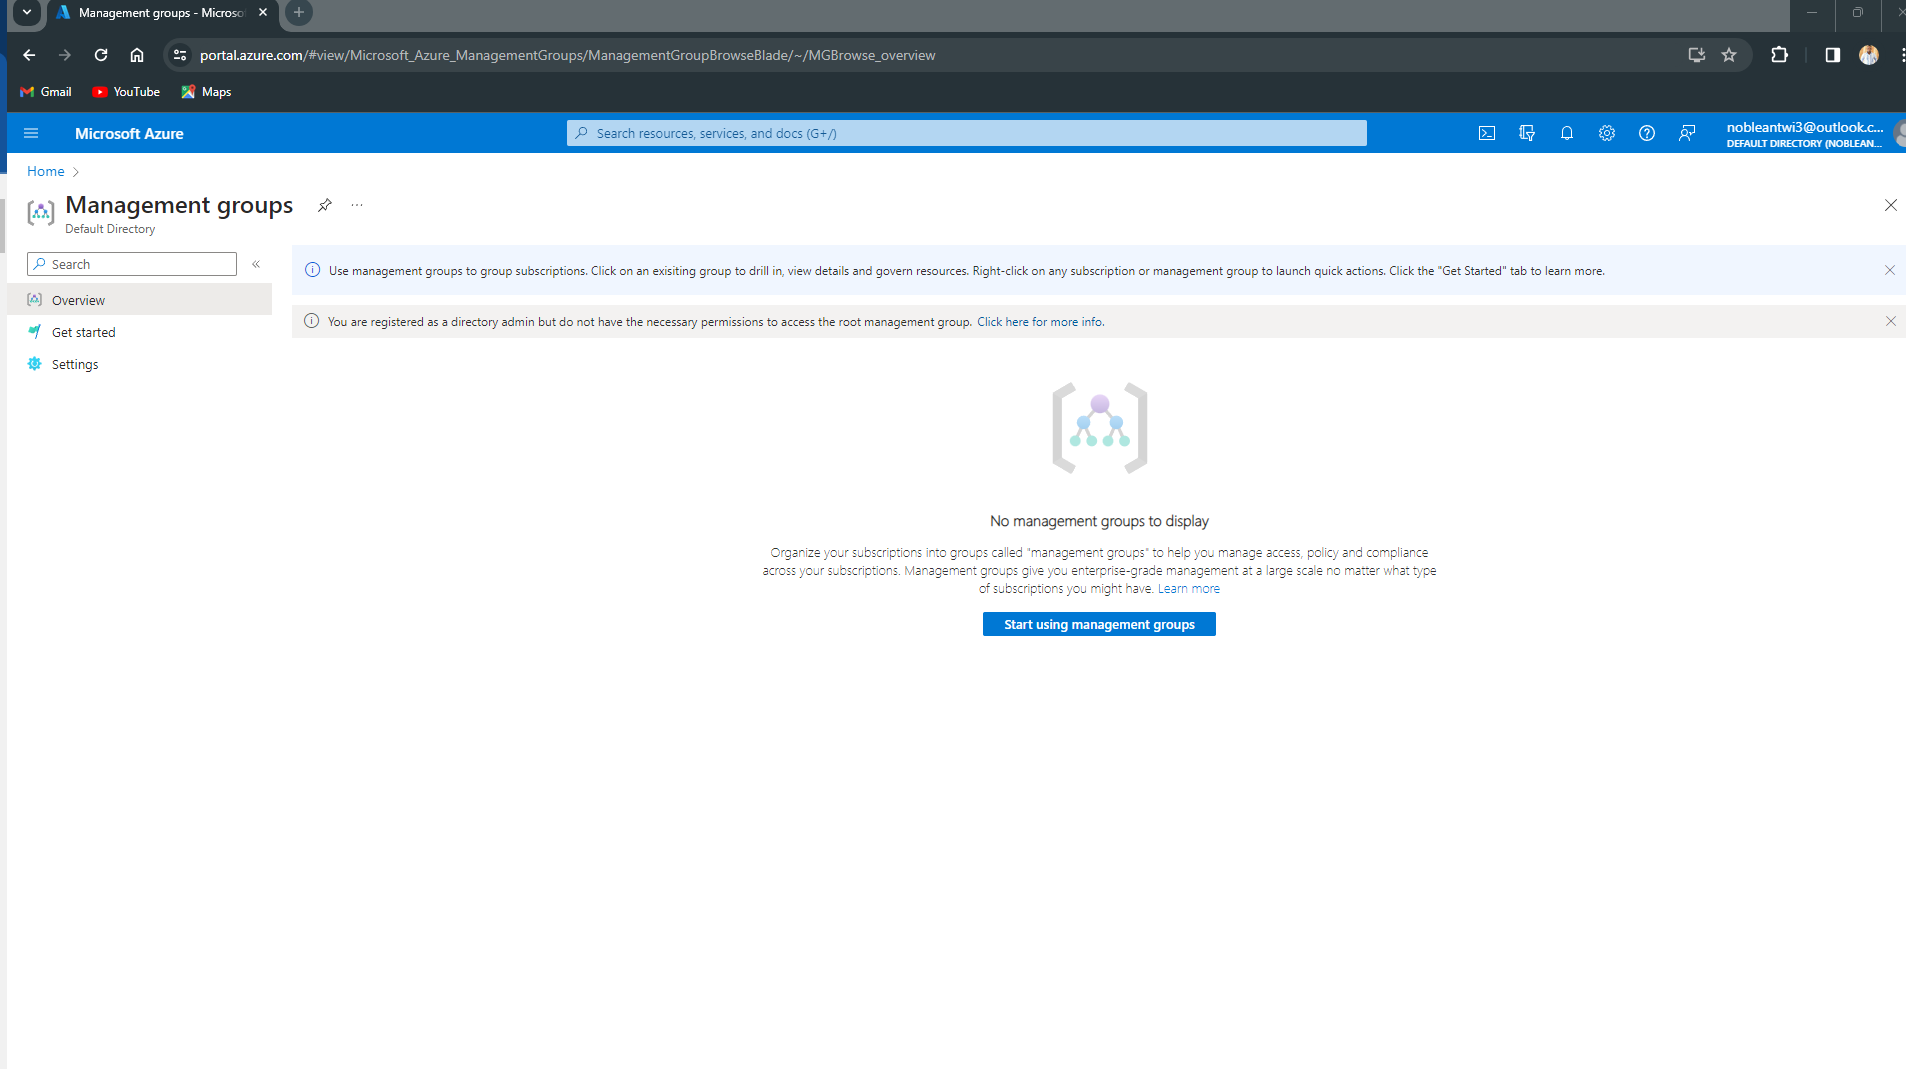 Management groups - Microso
portal.azure.com/#view/Microsoft_Azure_ManagementGroups/ManagementGroupBrowseBlade/~/MGBrowse_overview
Gmail YouTube Maps
Microsoft Azure
Search resources, services, and docs (G+/)
nobleantwi3@outlook.c...
DEFAULT DIRECTORY (NOBLEAN...
Home
Management groups
Default Directory
Search
Overview
Get started
Settings
Use management groups to group subscriptions. Click on an exisiting group to drill in, view details and govern resources. Right-click on any subscription or management group to launch quick actions. Click the "Get Started" tab to learn more.
You are registered as a directory admin but do not have the necessary permissions to access the root management group. Click here for more info.
No management groups to display
Organize your subscriptions into groups called "management groups" to help you manage access, policy and compliance
across your subscriptions. Management groups give you enterprise-grade management at a large scale no matter what type
of subscriptions you might have. Learn more
Start using management groups